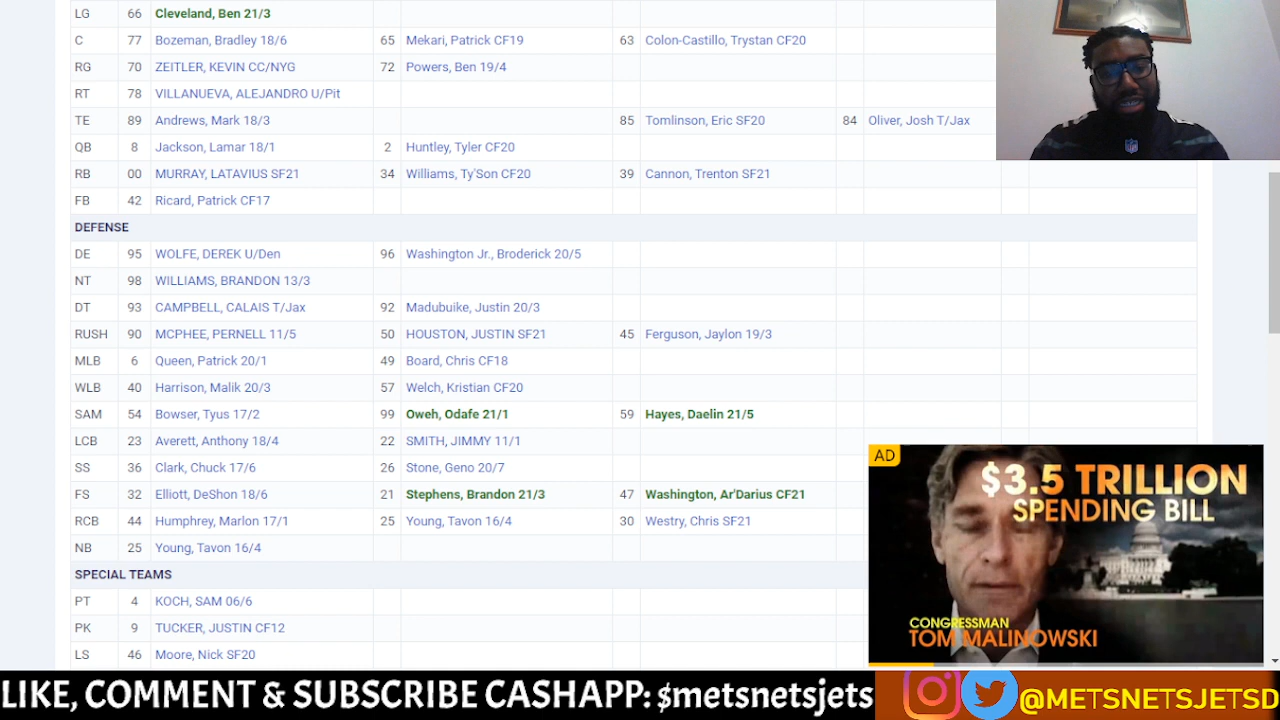 LG 66 Cleveland, Ben 21/3
C 77 Bozeman, Bradley 18/6 65 Mekari, Patrick CF19 63 Colon-Castillo, Trystan CF20
RG 70 ZEITLER, KEVIN CC/NYG 72 Powers, Ben 19/4
RT 78 VILLANUEVA, ALEJANDRO U/Pit
TE 89 Andrews, Mark 18/3 85 Tomlinson, Eric SF20 84 Oliver, Josh T/Jax
QB 8 Jackson, Lamar 18/1 2 Huntley, Tyler CF20
RB 00 MURRAY, LATAVIUS SF21 34 Williams, Ty'Son CF20 39 Cannon, Trenton SF21
FB 42 Ricard, Patrick CF17
DEFENSE
DE 95 WOLFE, DEREK U/Den 96 Washington Jr., Broderick 20/5
NT 98 WILLIAMS, BRANDON 13/3
DT 93 CAMPBELL, CALAIS T/Jax 92 Madubuike, Justin 20/3
RUSH 90 MCPHEE, PERNELL 11/5 50 HOUSTON, JUSTIN SF21 45 Ferguson, Jaylon 19/3
MLB 6 Queen, Patrick 20/1 49 Board, Chris CF18
WLB 40 Harrison, Malik 20/3 57 Welch, Kristian CF20
SAM 54 Bowser, Tyus 17/2 99 Oweh, Odafe 21/1 59 Hayes, Daelin 21/5
LCB 23 Averett, Anthony 18/4 22 SMITH, JIMMY 11/1
SS 36 Clark, Chuck 17/6 26 Stone, Geno 20/7
FS 32 Elliott, DeShon 18/6 21 Stephens, Brandon 21/3 47 Washington, Ar'Darius CF21
RCB 44 Humphrey, Marlon 17/1 25 Young, Tavon 16/4 30 Westry, Chris SF21
NB 25 Young, Tavon 16/4
SPECIAL TEAMS
PT 4 KOCH, SAM 06/6
PK 9 TUCKER, JUSTIN CF12
LS 46 Moore, Nick SF20
AD
$3.5 TRILLION
SPENDING BILL
CONGRESSMAN
TOM MALINOWSKI
LIKE, COMMENT & SUBSCRIBE CASHAPP: $metsnetsjets
@METSNETSJETSD